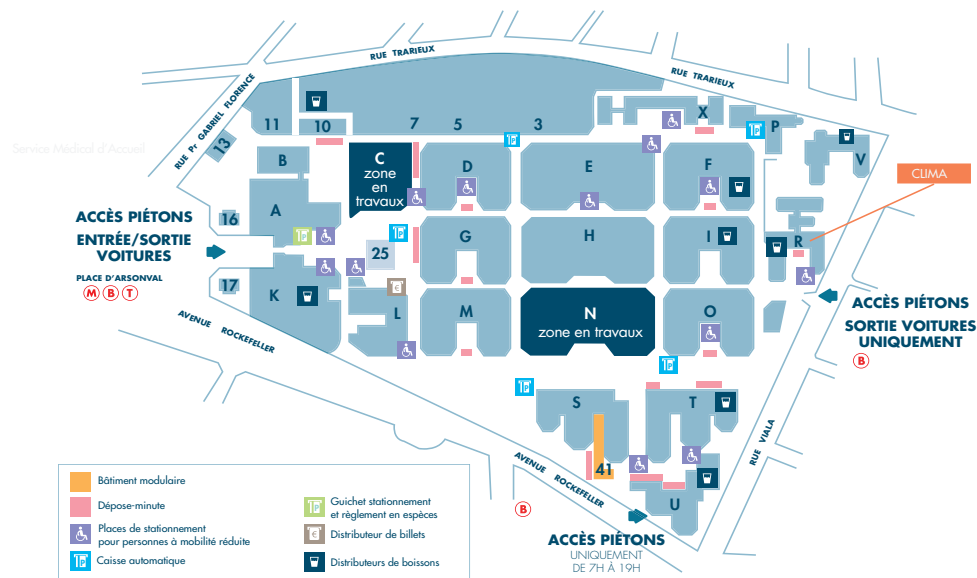 RUE TRARIEUX
RUE TRARIEUX
RUE Pr GABRIEL FLORENCE
Service Médical d'Accueil
11
10
7
5
3
X
P
13
V
B
C
zone
en
travaux
D
E
F
CLIMA
16
A
ACCÈS PIÉTONS
ENTRÉE/SORTIE
VOITURES
PLACE D'ARSONVAL
M B T
25
G
H
I
R
17
K
L
M
N
zone en travaux
O
ACCÈS PIÉTONS
SORTIE VOITURES
UNIQUEMENT
B
AVENUE ROCKEFELLER
S
T
41
U
RUE VIALA
AVENUE ROCKEFELLER
B
ACCÈS PIÉTONS
UNIQUEMENT
DE 7H À 19H
Bâtiment modulaire
Dépose-minute
Places de stationnement
pour personnes à mobilité réduite
Caisse automatique
Guichet stationnement
et règlement en espèces
Distributeur de billets
Distributeurs de boissons